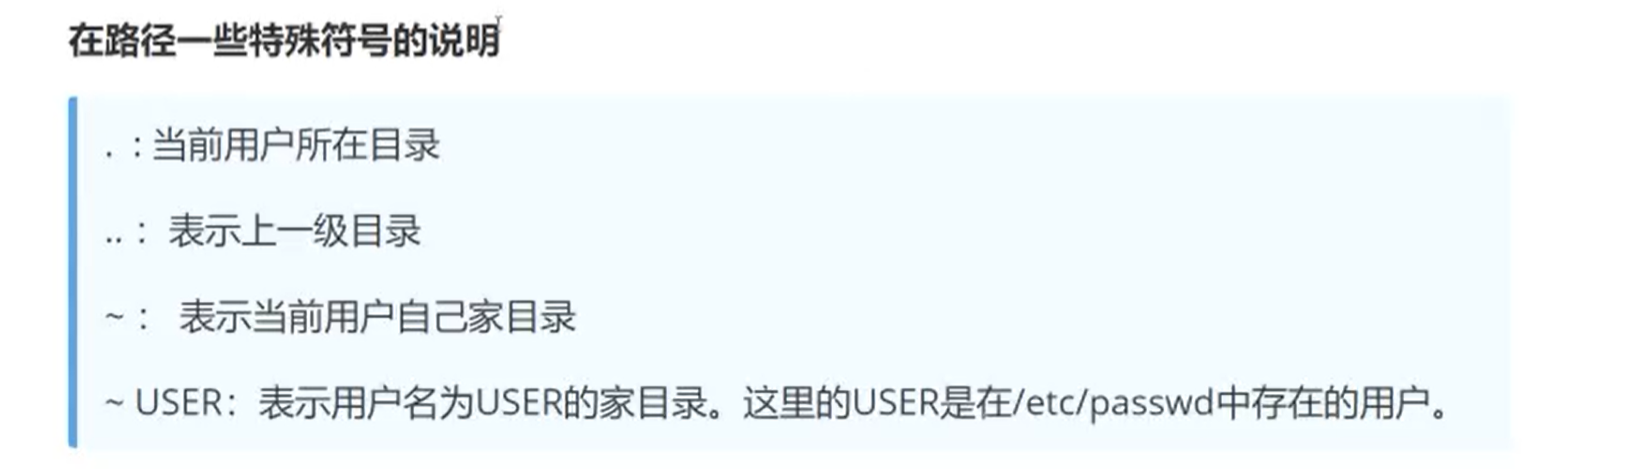 在路径一些特殊符号的说明
. : 当前用户所在目录
.. : 表示上一级目录
~ : 表示当前用户自己家目录
~ USER：表示用户名为USER的家目录。这里的USER是在/etc/passwd中存在的用户。